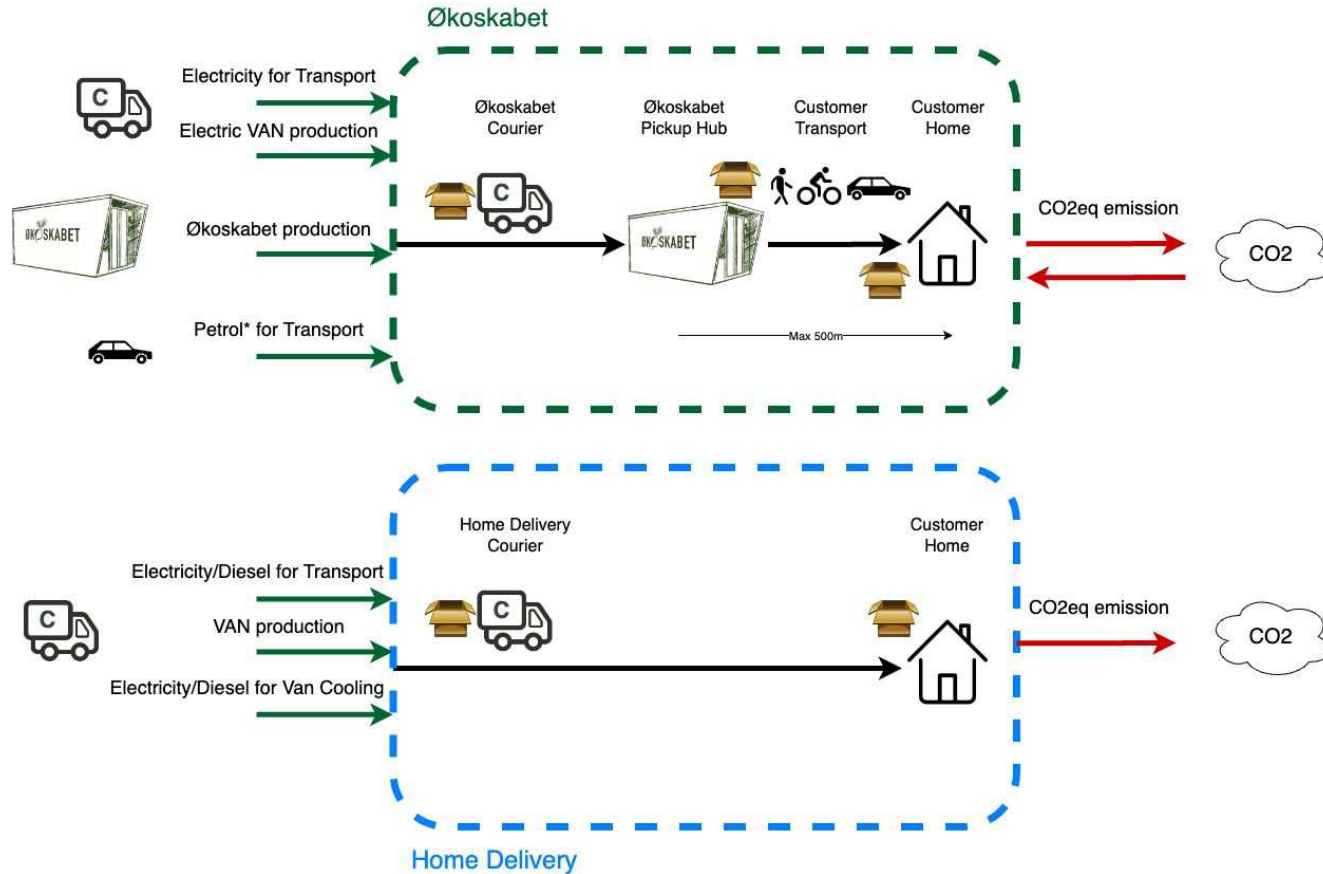 Økoskabet
Electricity for Transport
Electric VAN production
Økoskabet production
Petrol* for Transport
C
ØKOSKABET
Økoskabet
Courier
Økoskabet
Pickup Hub
Customer
Transport
Customer
Home
C
ØKOSKABET
Max 500m
CO2eq emission
CO2
Home Delivery
Courier
Customer
Home
Electricity/Diesel for Transport
VAN production
Electricity/Diesel for Van Cooling
C
C
CO2eq emission
CO2
Home Delivery